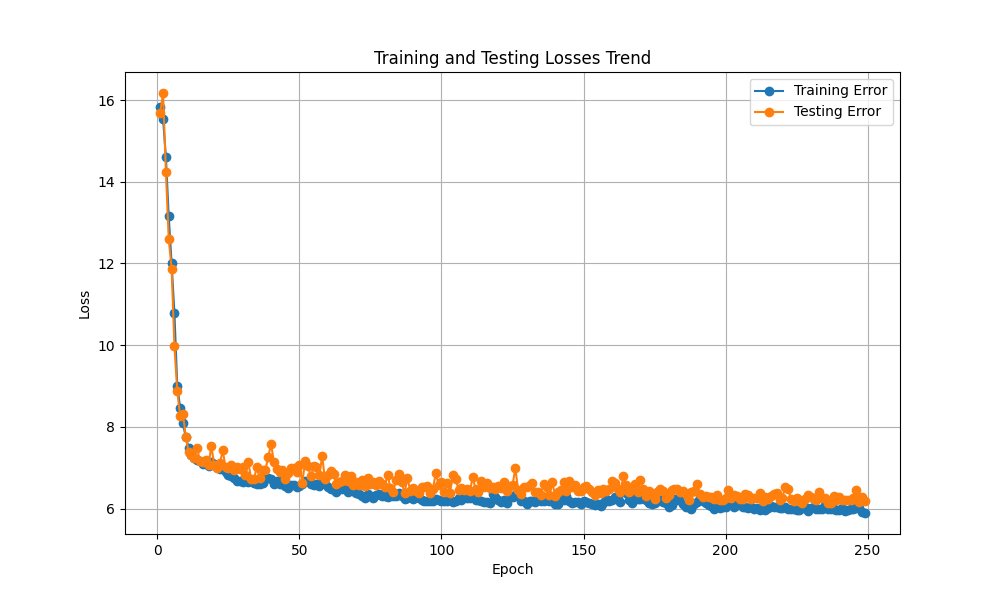 Training and Testing Losses Trend
Training Error
Testing Error
16
14
12
10
8
6
Loss
0
50
100
150
200
250
Epoch